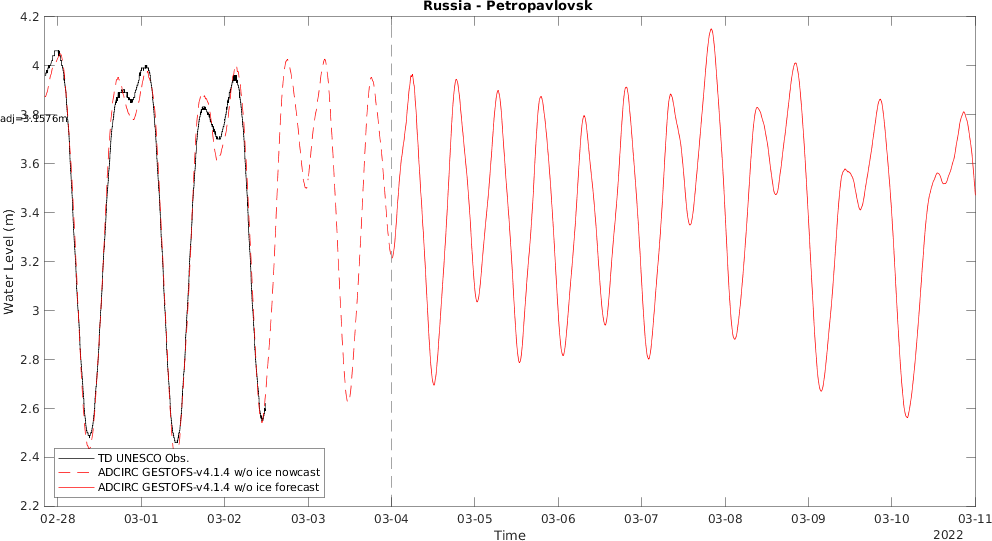 Russia - Petropavlovsk
4.2
4
3.8
3.6
3.4
3.2
3
2.8
2.6
2.4
2.2
Water Level (m)
TD UNESCO Obs.
ADCIRC GESTOFS-v4.1.4 w/o ice nowcast
ADCIRC GESTOFS-v4.1.4 w/o ice forecast
02-28 03-01 03-02 03-03 03-04 03-05 03-06 03-07 03-08 03-09 03-10 03-11
Time
2022